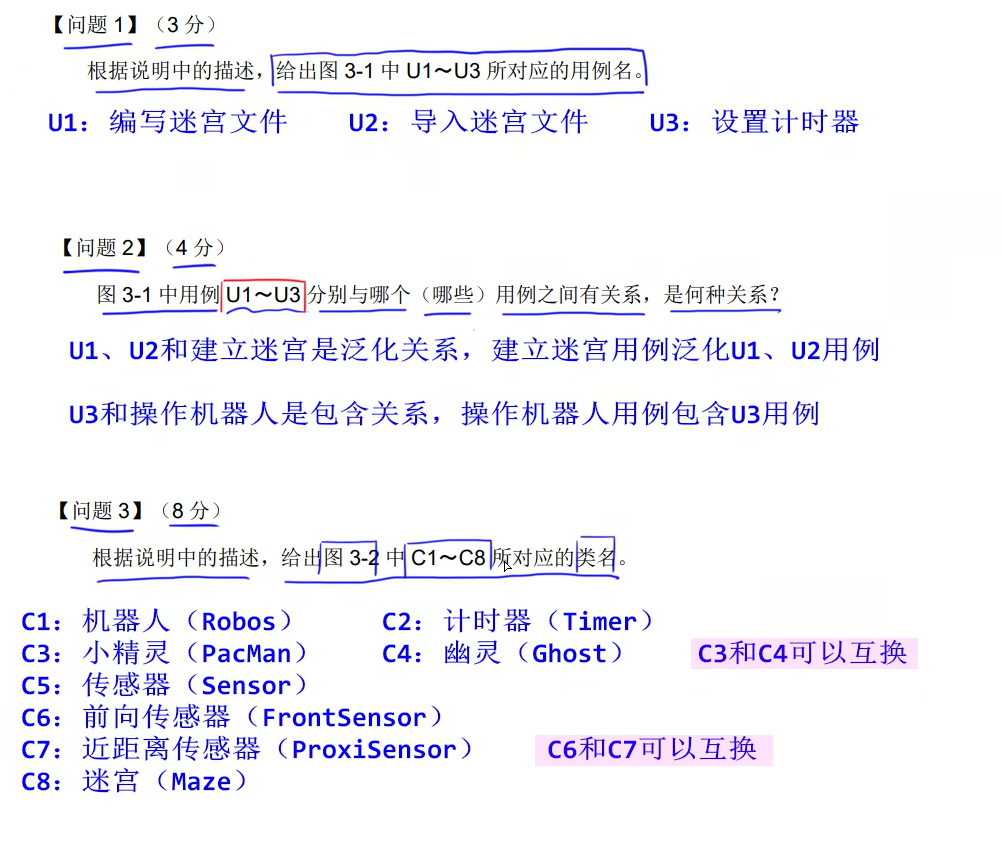 【问题 1】（3 分）
根据说明中的描述，给出图 3-1 中 U1～U3 所对应的用例名。
U1: 编写迷宫文件 U2: 导入迷宫文件 U3: 设置计时器
【问题 2】（4 分）
图 3-1 中用例 U1～U3 分别与哪个（哪些）用例之间有关系，是何种关系？
U1、U2和建立迷宫是泛化关系，建立迷宫用例泛化U1、U2用例
U3和操作机器人是包含关系，操作机器人用例包含U3用例
【问题 3】（8 分）
根据说明中的描述，给出图 3-2 中 C1～C8 所对应的类名。
C1: 机器人（Robos） C2: 计时器（Timer）
C3: 小精灵（PacMan） C4: 幽灵（Ghost） C3和C4可以互换
C5: 传感器（Sensor）
C6: 前向传感器（FrontSensor）
C7: 近距离传感器（ProxiSensor） C6和C7可以互换
C8: 迷宫（Maze）